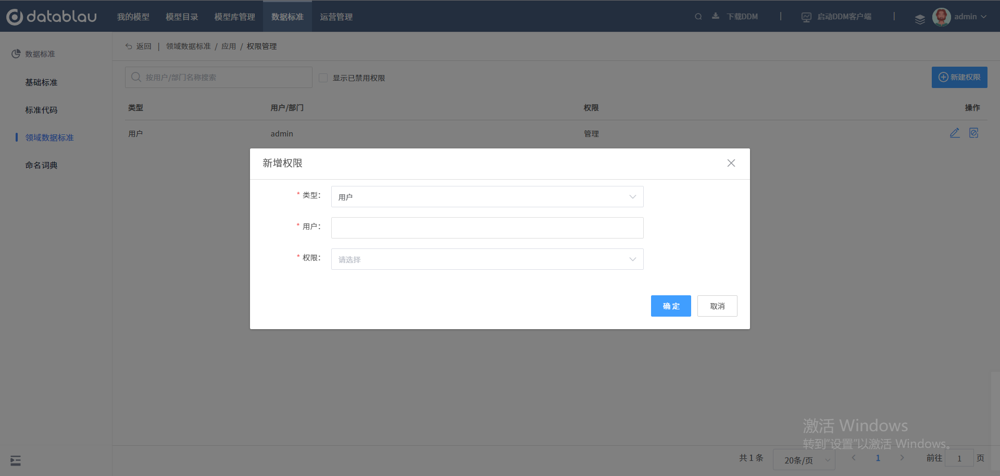 datablau 我的模型 模型目录 模型库管理 数据标准 运营管理 下载DDM | 启动DDM客户端 | admin
数据标准
基础标准
标准代码
领域数据标准
命名词典
返回 | 领域数据标准 / 应用 / 权限管理
按用户/部门名称搜索 显示已禁用权限 新建权限
类型 用户/部门 权限 操作
用户 admin 管理
新增权限
* 类型： 用户
* 用户：
* 权限： 请选择
确定 取消
激活 Windows
转到“设置”以激活 Windows。
共 1 条 20条/页 1 前往 1 页